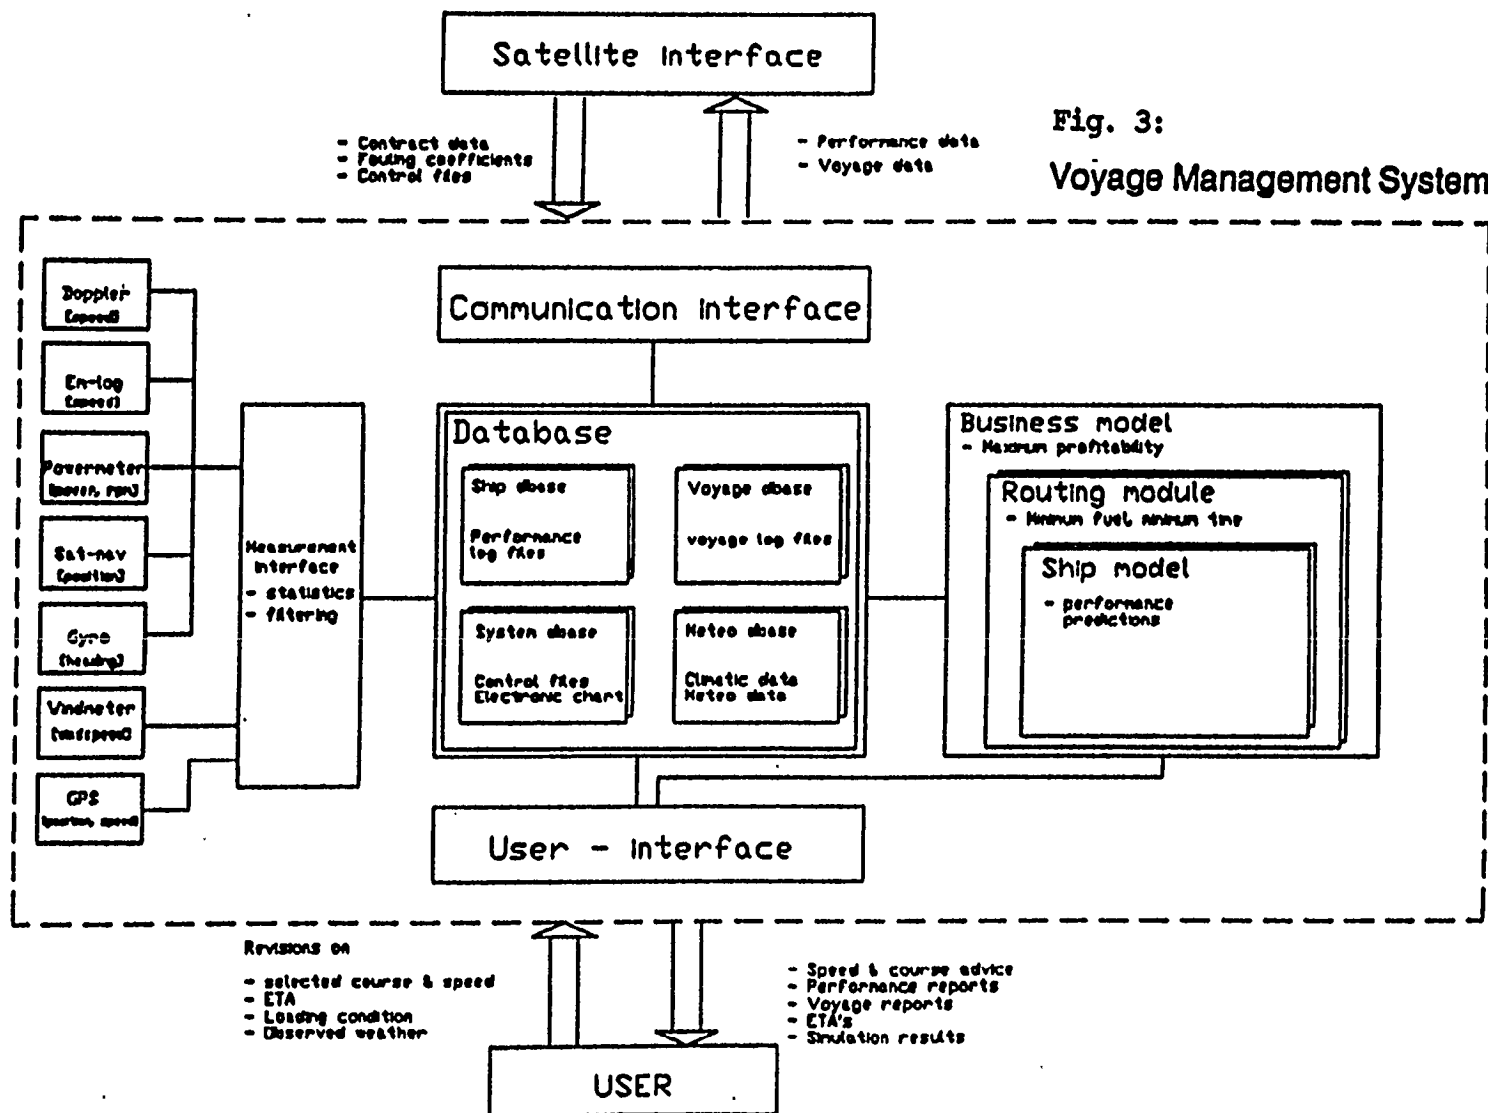 Satellite Interface
Fig. 3:
Voyage Management System
- Contract data
- Fouling coefficients
- Control files
- Performance data
- Voyage data
Doppler
[speed]
Em-log
[speed]
Powermeter
[power, rpm]
Sat-nav
[position]
Gyro
[heading]
Windmeter
[windspeed]
GPS
[position, speed]
Measurement
Interface
- statistics
- filtering
Communication Interface
Database
Ship dbase
Performance
log files
Voyage dbase
voyage log files
System dbase
Control files
Electronic chart
Meteo dbase
Climatic data
Meteo data
Business model
- Maximum profitability
Routing module
- Minimum fuel, minimum time
Ship model
- performance
predictions
User - Interface
Revisions on
- selected course & speed
- ETA
- Loading condition
- Observed weather
- Speed & course advice
- Performance reports
- Voyage reports
- ETA's
- Simulation results
USER